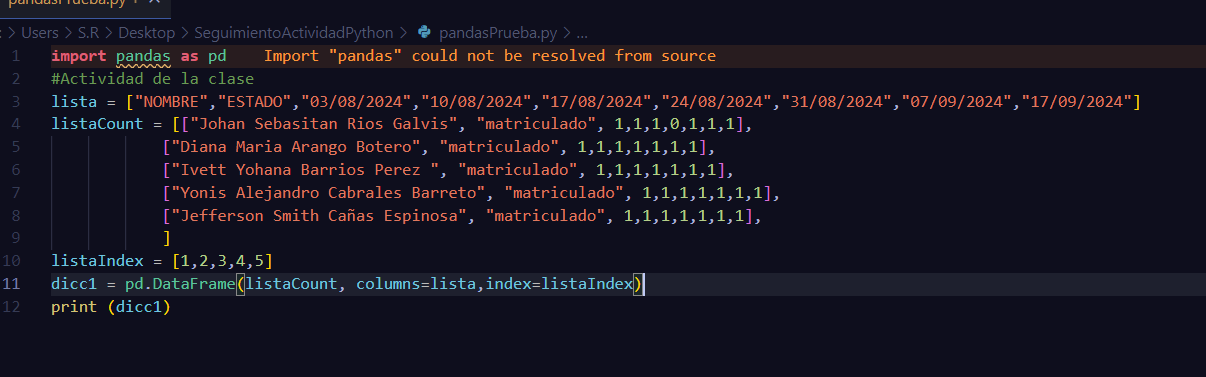 pandasPrueba.py
Users > S.R > Desktop > SeguimientoActividadPython > pandasPrueba.py > ...
1 import pandas as pd Import "pandas" could not be resolved from source
2 #Actividad de la clase
3 lista = ["NOMBRE","ESTADO","03/08/2024","10/08/2024","17/08/2024","24/08/2024","31/08/2024","07/09/2024","17/09/2024"]
4 listaCount = [["Johan Sebasitan Rios Galvis", "matriculado", 1,1,1,0,1,1,1],
5 ["Diana Maria Arango Botero", "matriculado", 1,1,1,1,1,1,1],
6 ["Ivett Yohana Barrios Perez ", "matriculado", 1,1,1,1,1,1,1],
7 ["Yonis Alejandro Cabrales Barreto", "matriculado", 1,1,1,1,1,1,1],
8 ["Jefferson Smith Cañas Espinosa", "matriculado", 1,1,1,1,1,1,1],
9 ]
10 listaIndex = [1,2,3,4,5]
11 dicc1 = pd.DataFrame(listaCount, columns=lista,index=listaIndex)
12 print (dicc1)